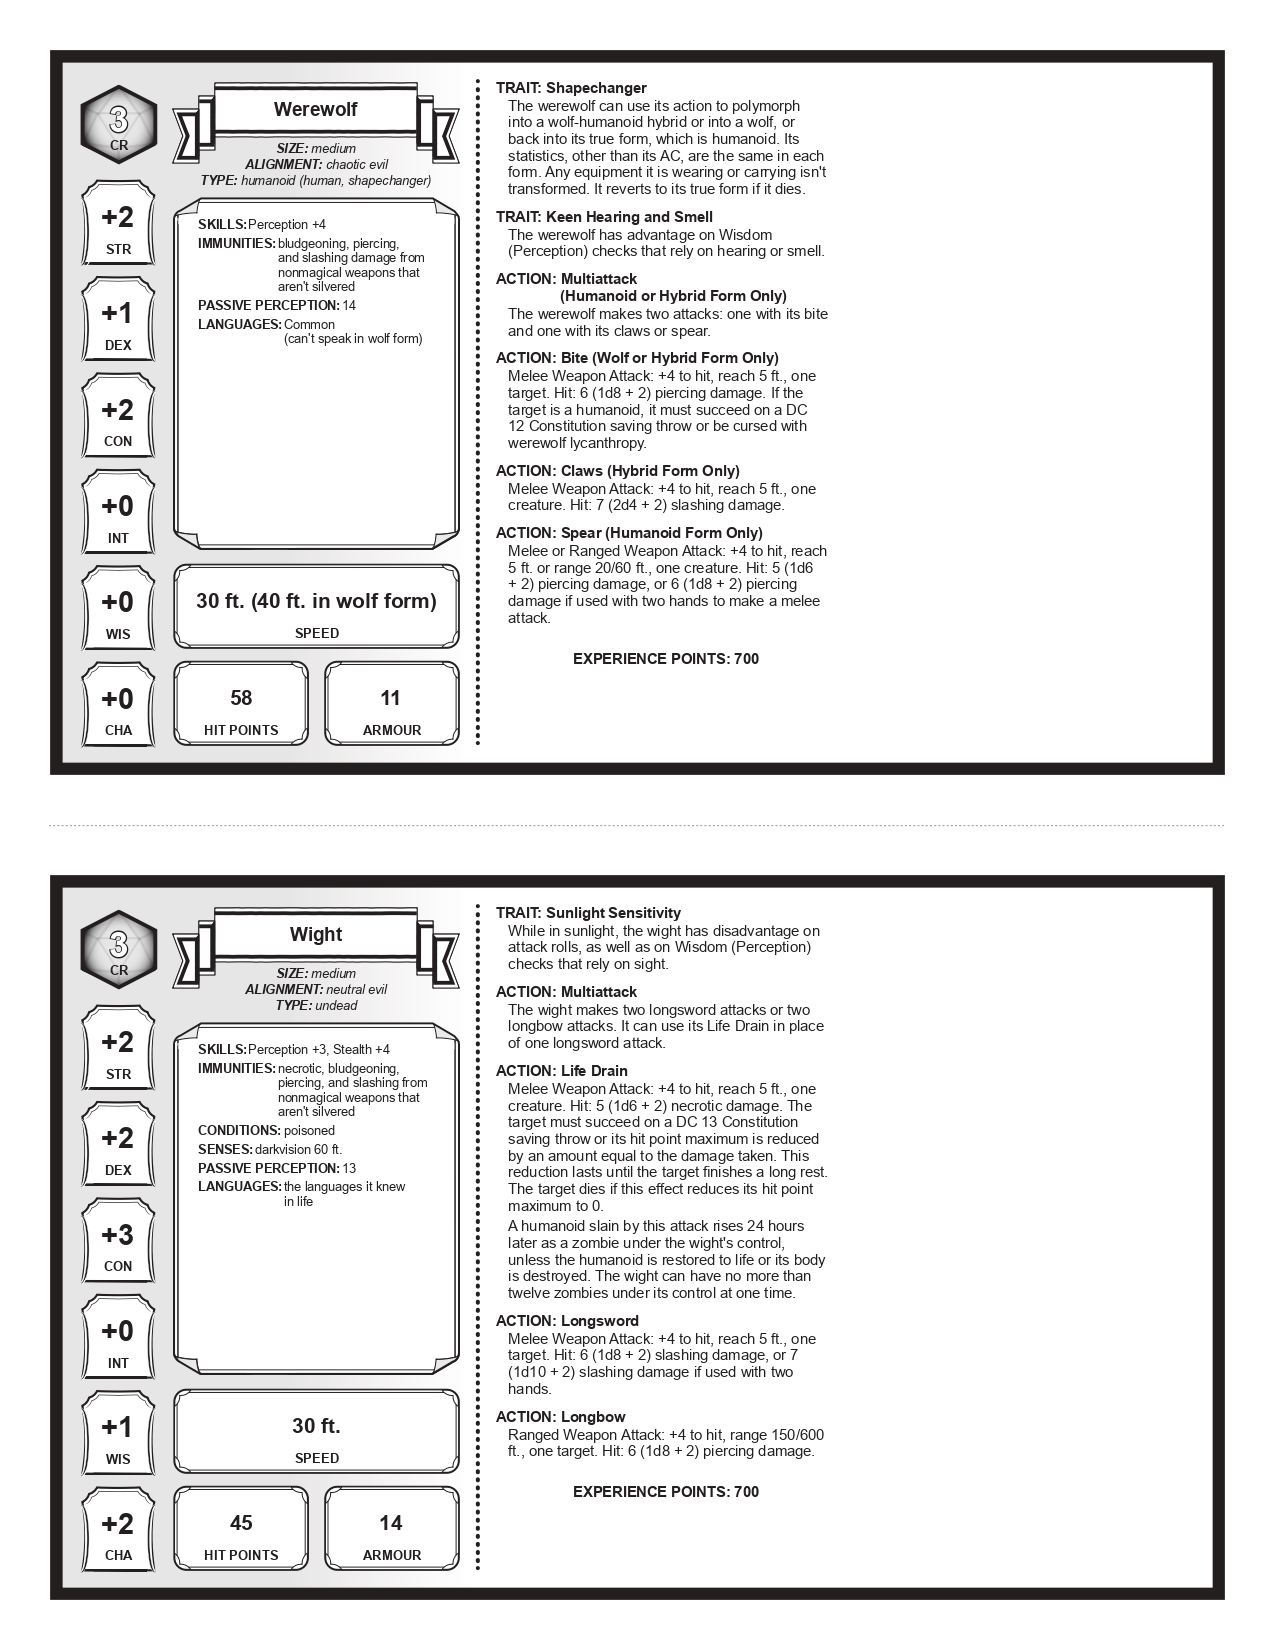 3
CR
Werewolf
SIZE: medium
ALIGNMENT: chaotic evil
TYPE: humanoid (human, shapechanger)
+2
STR
+1
DEX
+2
CON
+0
INT
+0
WIS
+0
CHA
SKILLS: Perception +4
IMMUNITIES: bludgeoning, piercing,
and slashing damage from
nonmagical weapons that
aren't silvered
PASSIVE PERCEPTION: 14
LANGUAGES: Common
(can't speak in wolf form)
30 ft. (40 ft. in wolf form)
SPEED
58
HIT POINTS
11
ARMOUR
TRAIT: Shapechanger
The werewolf can use its action to polymorph
into a wolf-humanoid hybrid or into a wolf, or
back into its true form, which is humanoid. Its
statistics, other than its AC, are the same in each
form. Any equipment it is wearing or carrying isn't
transformed. It reverts to its true form if it dies.
TRAIT: Keen Hearing and Smell
The werewolf has advantage on Wisdom
(Perception) checks that rely on hearing or smell.
ACTION: Multiattack
(Humanoid or Hybrid Form Only)
The werewolf makes two attacks: one with its bite
and one with its claws or spear.
ACTION: Bite (Wolf or Hybrid Form Only)
Melee Weapon Attack: +4 to hit, reach 5 ft., one
target. Hit: 6 (1d8 + 2) piercing damage. If the
target is a humanoid, it must succeed on a DC
12 Constitution saving throw or be cursed with
werewolf lycanthropy.
ACTION: Claws (Hybrid Form Only)
Melee Weapon Attack: +4 to hit, reach 5 ft., one
creature. Hit: 7 (2d4 + 2) slashing damage.
ACTION: Spear (Humanoid Form Only)
Melee or Ranged Weapon Attack: +4 to hit, reach
5 ft. or range 20/60 ft., one creature. Hit: 5 (1d6
+ 2) piercing damage, or 6 (1d8 + 2) piercing
damage if used with two hands to make a melee
attack.
EXPERIENCE POINTS: 700
3
CR
Wight
SIZE: medium
ALIGNMENT: neutral evil
TYPE: undead
+2
STR
+2
DEX
+3
CON
+0
INT
+1
WIS
+2
CHA
SKILLS: Perception +3, Stealth +4
IMMUNITIES: necrotic, bludgeoning,
piercing, and slashing from
nonmagical weapons that
aren't silvered
CONDITIONS: poisoned
SENSES: darkvision 60 ft.
PASSIVE PERCEPTION: 13
LANGUAGES: the languages it knew
in life
30 ft.
SPEED
45
HIT POINTS
14
ARMOUR
TRAIT: Sunlight Sensitivity
While in sunlight, the wight has disadvantage on
attack rolls, as well as on Wisdom (Perception)
checks that rely on sight.
ACTION: Multiattack
The wight makes two longsword attacks or two
longbow attacks. It can use its Life Drain in place
of one longsword attack.
ACTION: Life Drain
Melee Weapon Attack: +4 to hit, reach 5 ft., one
creature. Hit: 5 (1d6 + 2) necrotic damage. The
target must succeed on a DC 13 Constitution
saving throw or its hit point maximum is reduced
by an amount equal to the damage taken. This
reduction lasts until the target finishes a long rest.
The target dies if this effect reduces its hit point
maximum to 0.
A humanoid slain by this attack rises 24 hours
later as a zombie under the wight's control,
unless the humanoid is restored to life or its body
is destroyed. The wight can have no more than
twelve zombies under its control at one time.
ACTION: Longsword
Melee Weapon Attack: +4 to hit, reach 5 ft., one
target. Hit: 6 (1d8 + 2) slashing damage, or 7
(1d10 + 2) slashing damage if used with two
hands.
ACTION: Longbow
Ranged Weapon Attack: +4 to hit, range 150/600
ft., one target. Hit: 6 (1d8 + 2) piercing damage.
EXPERIENCE POINTS: 700